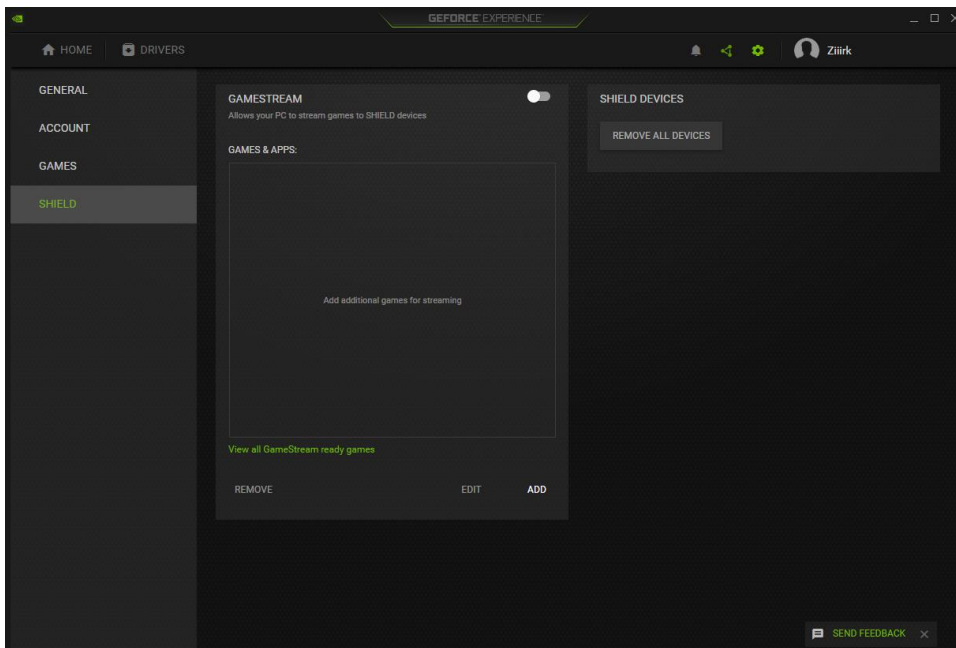 GEFORCE® EXPERIENCE
HOME
DRIVERS
Ziiirk
GENERAL
ACCOUNT
GAMES
SHIELD
GAMESTREAM
Allows your PC to stream games to SHIELD devices
GAMES & APPS:
Add additional games for streaming
View all GameStream ready games
REMOVE
EDIT
ADD
SHIELD DEVICES
REMOVE ALL DEVICES
SEND FEEDBACK